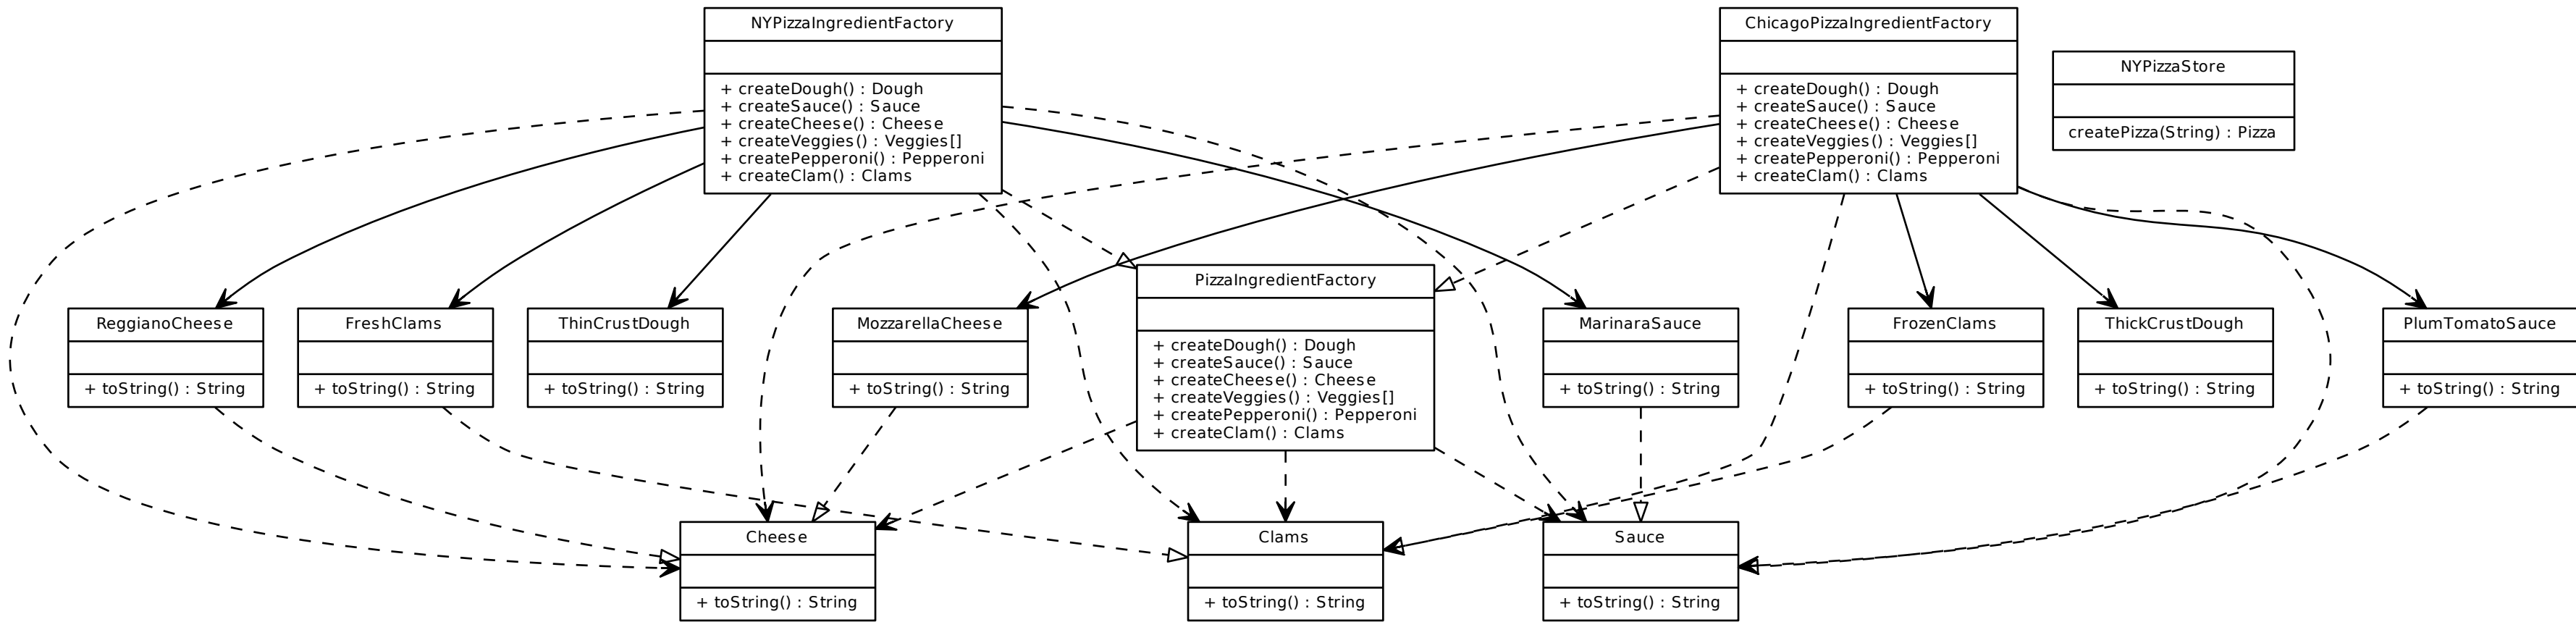 NYPizzaIngredientFactory
+ createDough() : Dough
+ createSauce() : Sauce
+ createCheese() : Cheese
+ createVeggies() : Veggies[]
+ createPepperoni() : Pepperoni
+ createClam() : Clams
ChicagoPizzaIngredientFactory
+ createDough() : Dough
+ createSauce() : Sauce
+ createCheese() : Cheese
+ createVeggies() : Veggies[]
+ createPepperoni() : Pepperoni
+ createClam() : Clams
NYPizzaStore
createPizza(String) : Pizza
ReggianoCheese
+ toString() : String
FreshClams
+ toString() : String
ThinCrustDough
+ toString() : String
MozzarellaCheese
+ toString() : String
PizzaIngredientFactory
+ createDough() : Dough
+ createSauce() : Sauce
+ createCheese() : Cheese
+ createVeggies() : Veggies[]
+ createPepperoni() : Pepperoni
+ createClam() : Clams
MarinaraSauce
+ toString() : String
FrozenClams
+ toString() : String
ThickCrustDough
+ toString() : String
PlumTomatoSauce
+ toString() : String
Cheese
+ toString() : String
Clams
+ toString() : String
Sauce
+ toString() : String